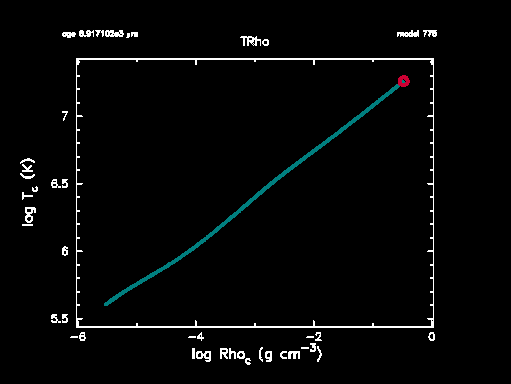 age 6.917102e3 yrs
TRho
model 775
log T_c (K)
7
6.5
6
5.5
-6 -4 -2 0
log Rho_c (g cm^-3)